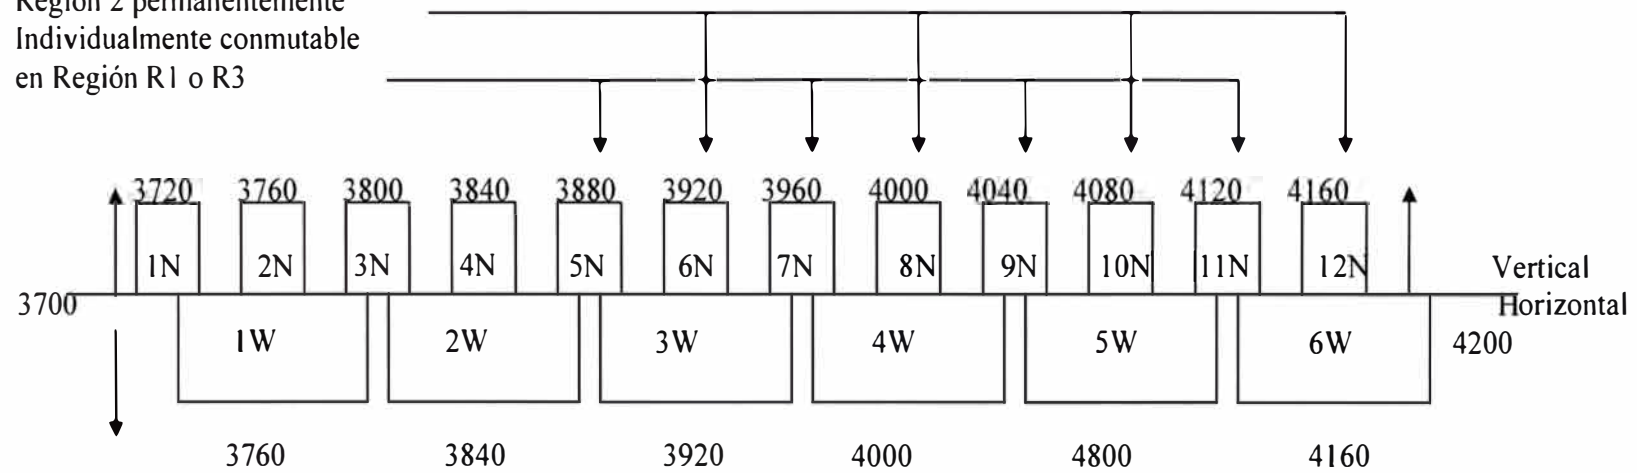 Región 2 permanentemente
Individualmente conmutable
en Región R1 o R3
3720 3760 3800 3840 3880 3920 3960 4000 4040 4080 4120 4160
1N 2N 3N 4N 5N 6N 7N 8N 9N 10N 11N 12N Vertical
3700 Horizontal
1W 2W 3W 4W 5W 6W 4200
3760 3840 3920 4000 4800 4160